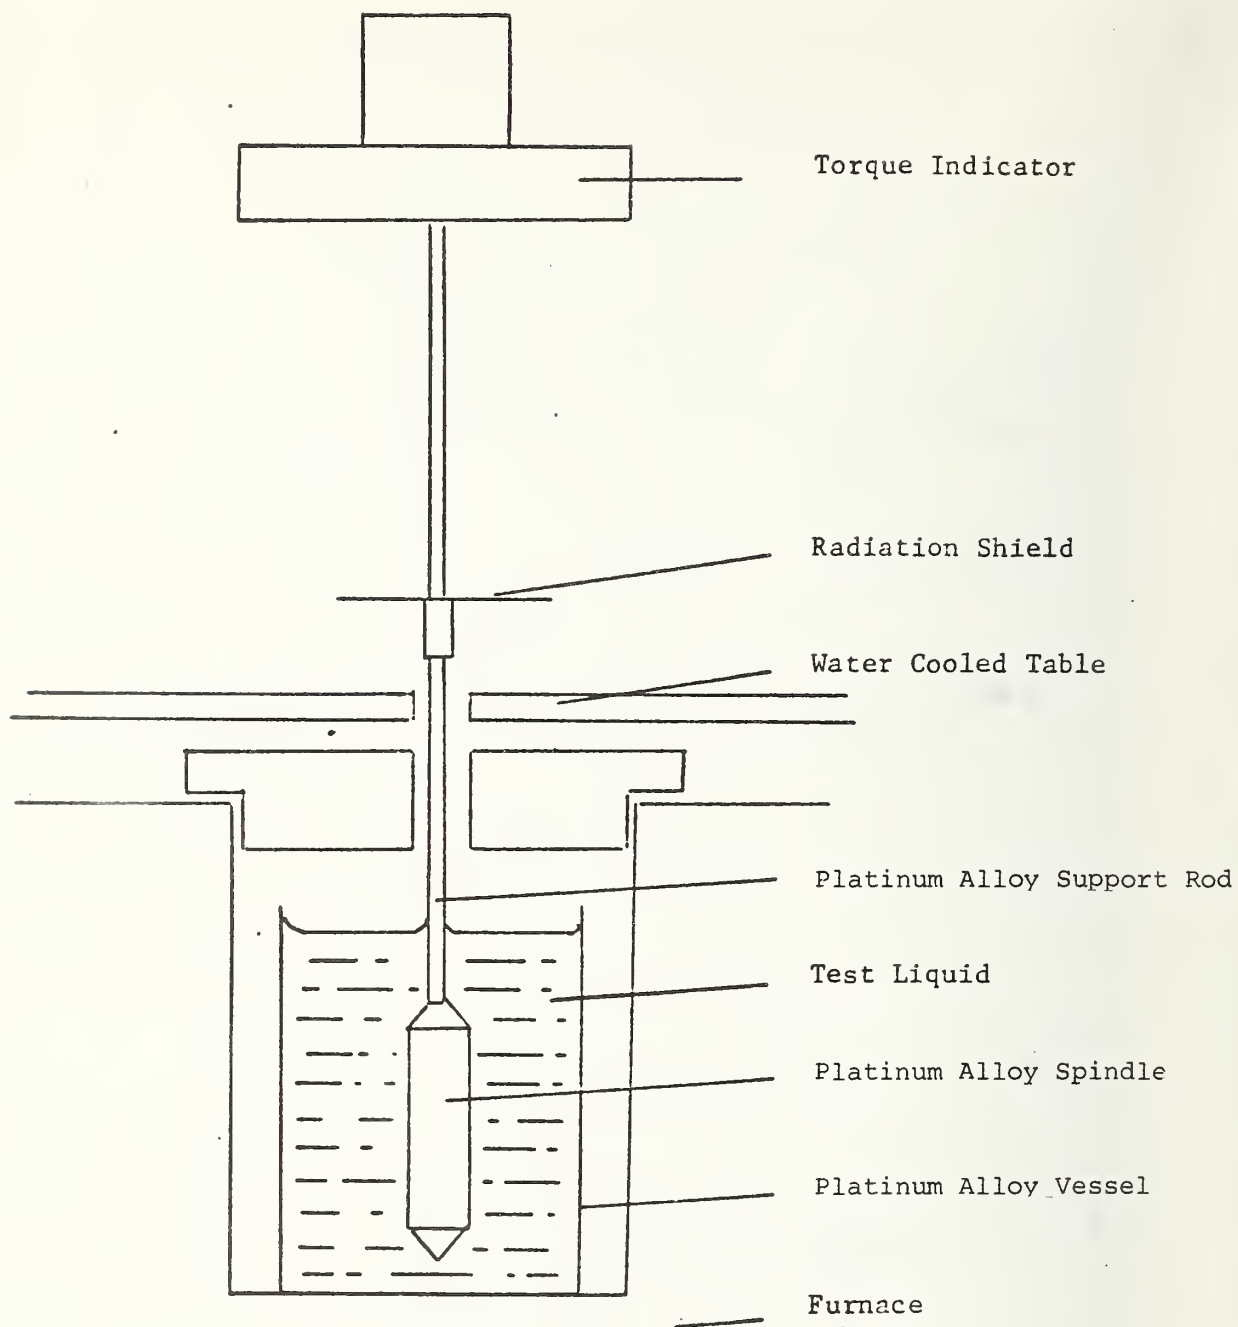 Torque Indicator
Radiation Shield
Water Cooled Table
Platinum Alloy Support Rod
Test Liquid
Platinum Alloy Spindle
Platinum Alloy Vessel
Furnace